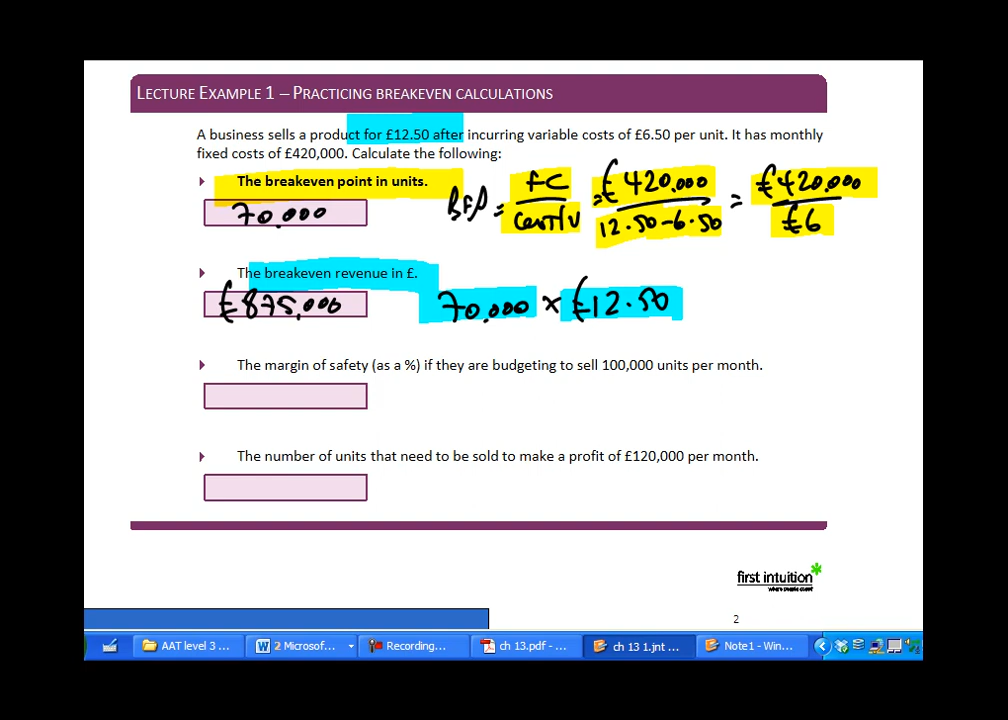 LECTURE EXAMPLE 1 – PRACTICING BREAKEVEN CALCULATIONS
A business sells a product for £12.50 after incurring variable costs of £6.50 per unit. It has monthly
fixed costs of £420,000. Calculate the following:
The breakeven point in units.
70,000
BEP = FC / Cont/u = £420,000 / 12.50-6.50 = £420,000 / £6
The breakeven revenue in £.
£875,000
70,000 x £12.50
The margin of safety (as a %) if they are budgeting to sell 100,000 units per month.
The number of units that need to be sold to make a profit of £120,000 per month.
first intuition
2
AAT level 3 ...
2 Microsof...
Recording...
ch 13.pdf - ...
ch 13 1.jnt ...
Note1 - Win...